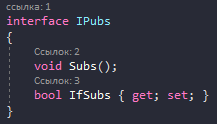 ссылка: 1
interface IPubs
{
Ссылок: 2
void Subs();
Ссылок: 3
bool IfSubs { get; set; }
}